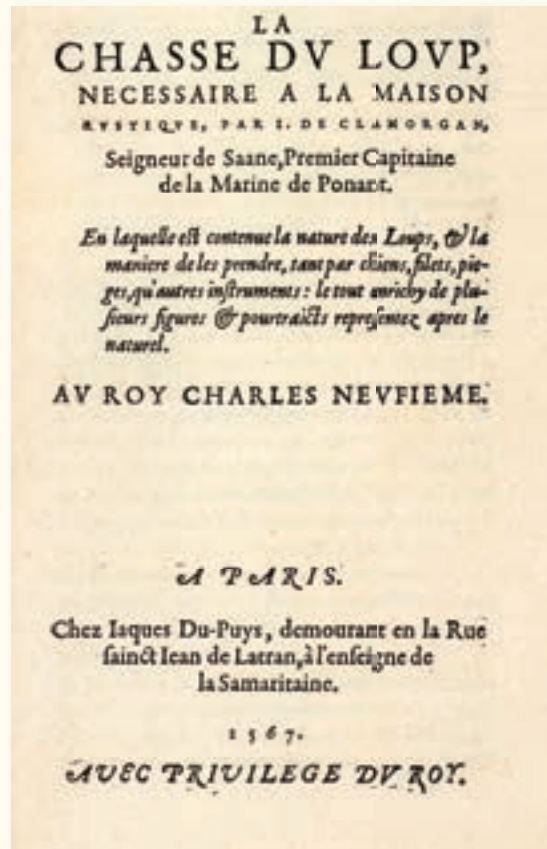 LA
CHASSE DV LOVP,
NECESSAIRE A LA MAISON
RVSTIQVE, PAR I. DE CLAMORGAN,
Seigneur de Saane, Premier Capitaine
de la Marine de Ponant.
En laquelle est contenue la nature des Loups, & la
maniere de les prendre, tant par chiens, filets, pie-
ges, qu'autres instruments : le tout enrichy de plu-
sieurs figures & pourtraicts representez apres le
naturel.
AV ROY CHARLES NEVFIEME.
A PARIS.
Chez Iaques Du-Puys, demourant en la Rue
sainct Iean de Latran, à l'enseigne de
la Samaritaine.
1567.
AVEC PRIVILEGE DV ROY.